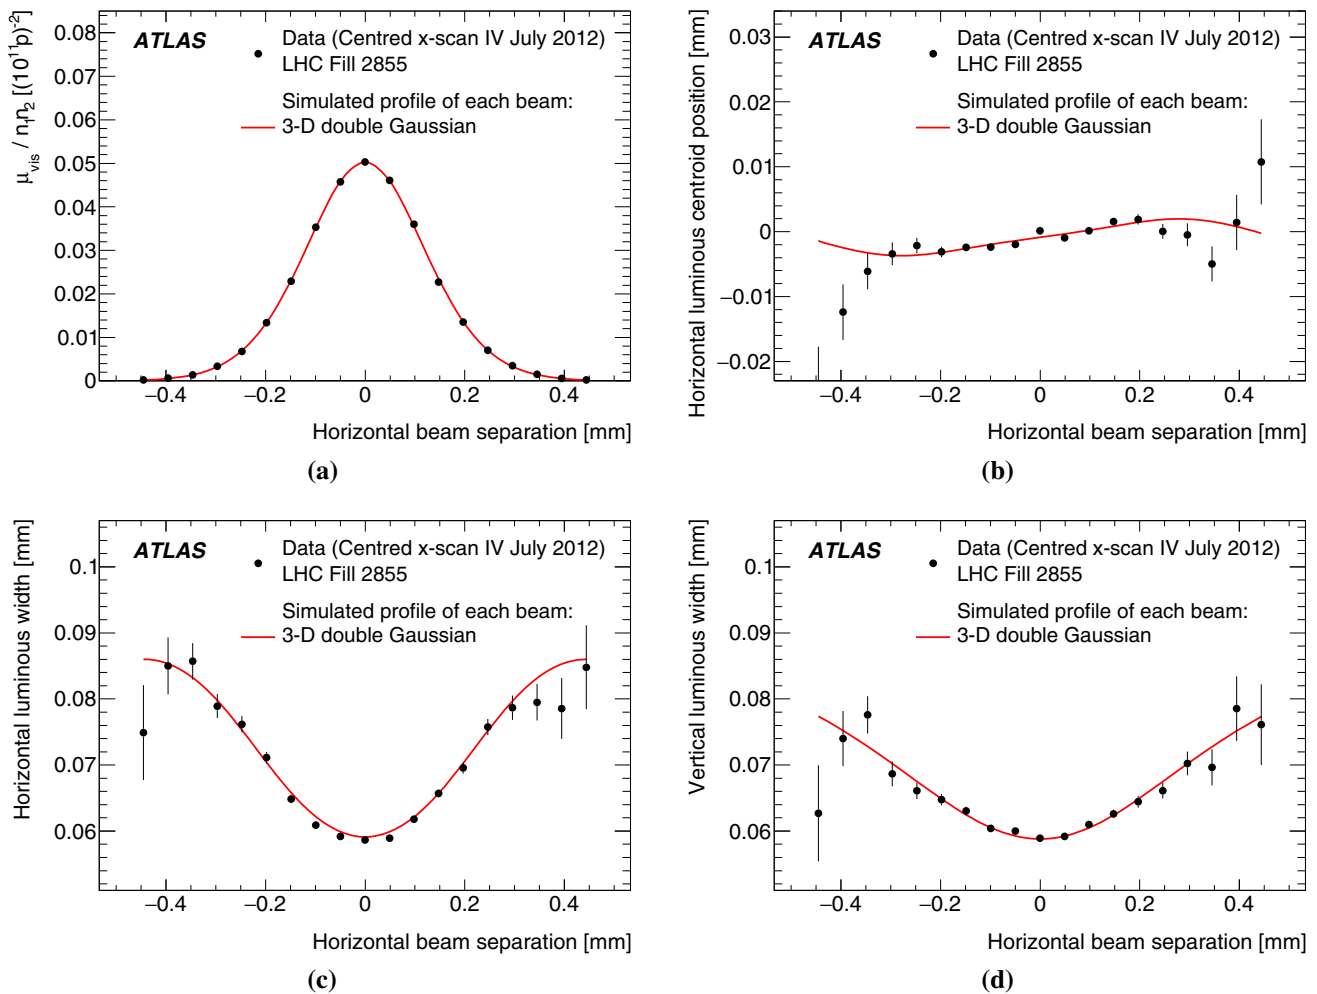 μvis / n1n2 [(10^11p)^-2]
0.08
0.07
0.06
0.05
0.04
0.03
0.02
0.01
0
ATLAS
Data (Centred x-scan IV July 2012)
LHC Fill 2855
Simulated profile of each beam:
3-D double Gaussian
−0.4 −0.2 0 0.2 0.4
Horizontal beam separation [mm]
(a)
Horizontal luminous centroid position [mm]
0.03
0.02
0.01
0
−0.01
−0.02
ATLAS
Data (Centred x-scan IV July 2012)
LHC Fill 2855
Simulated profile of each beam:
3-D double Gaussian
−0.4 −0.2 0 0.2 0.4
Horizontal beam separation [mm]
(b)
Horizontal luminous width [mm]
0.1
0.09
0.08
0.07
0.06
ATLAS
Data (Centred x-scan IV July 2012)
LHC Fill 2855
Simulated profile of each beam:
3-D double Gaussian
−0.4 −0.2 0 0.2 0.4
Horizontal beam separation [mm]
(c)
Vertical luminous width [mm]
0.1
0.09
0.08
0.07
0.06
ATLAS
Data (Centred x-scan IV July 2012)
LHC Fill 2855
Simulated profile of each beam:
3-D double Gaussian
−0.4 −0.2 0 0.2 0.4
Horizontal beam separation [mm]
(d)